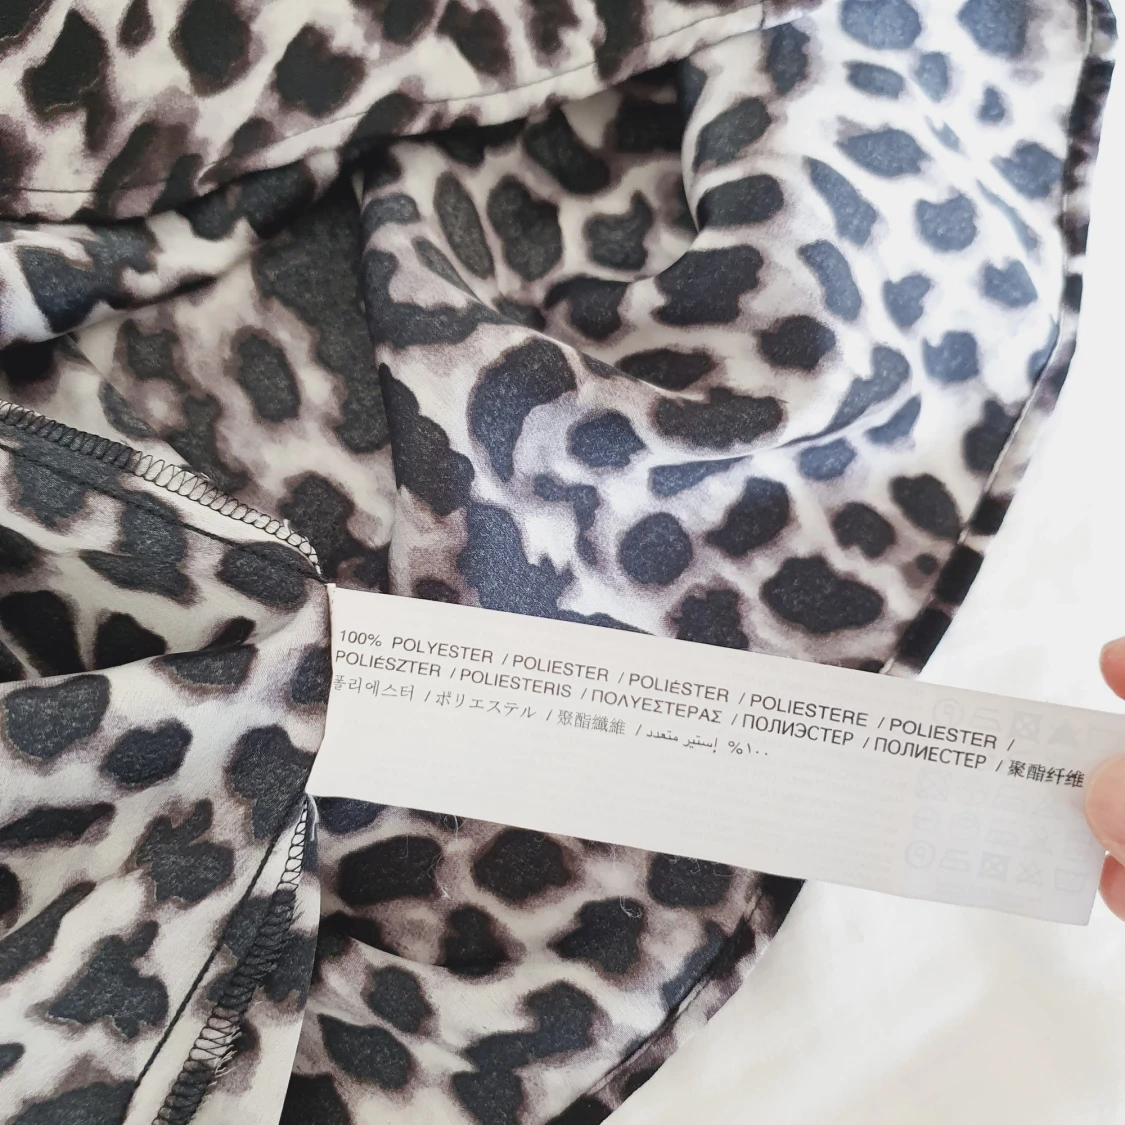 100% POLYESTER / POLIESTER / POLIÉSTER / POLIESTERE / POLIESTER /
POLIÉSZTER / POLIESTERIS / ΠΟΛΥΕΣΤΕΡΑΣ / ПОЛИЭСТЕР / ПОЛИЕСТЕР / 聚酯纤维
폴리에스터 / ポリエステル / 聚酯纖維 / إستير متعدد %١٠٠